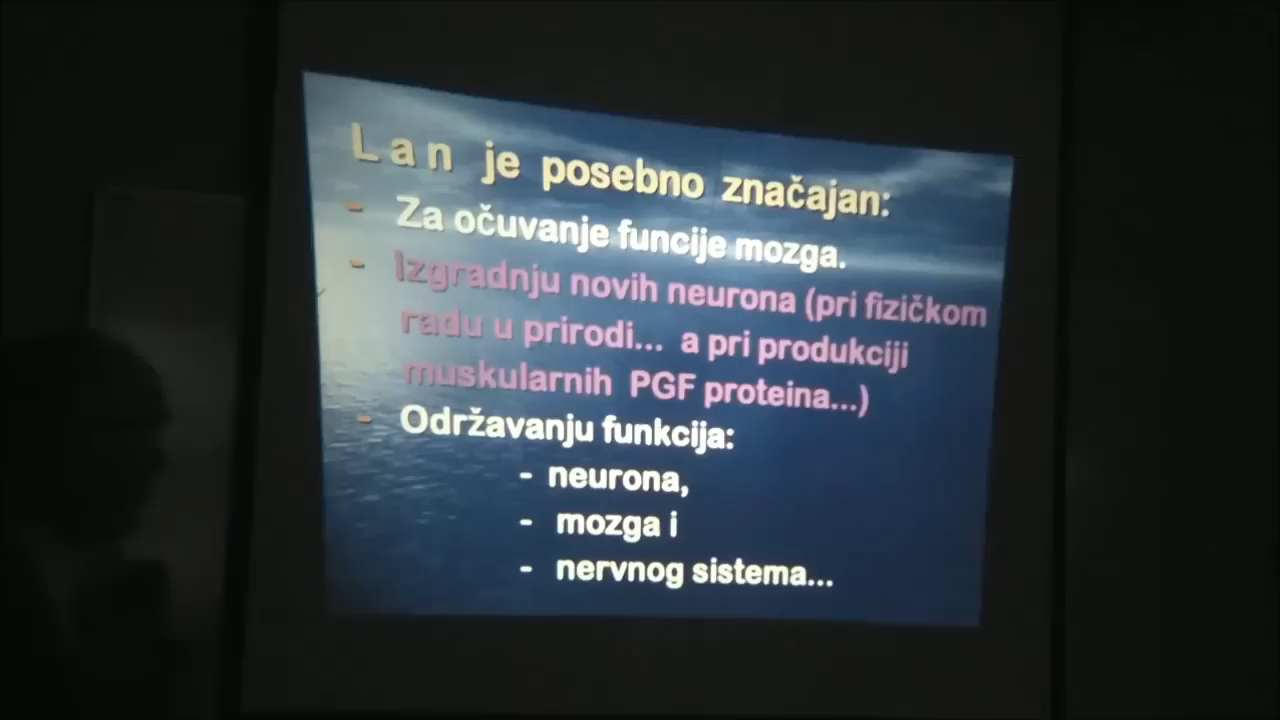 Lan je posebno značajan:
- Za očuvanje funcije mozga.
- Izgradnju novih neurona (pri fizičkom
radu u prirodi... a pri produkciji
muskularnih PGF proteina...)
- Održavanju funkcija:
- neurona,
- mozga i
- nervnog sistema...